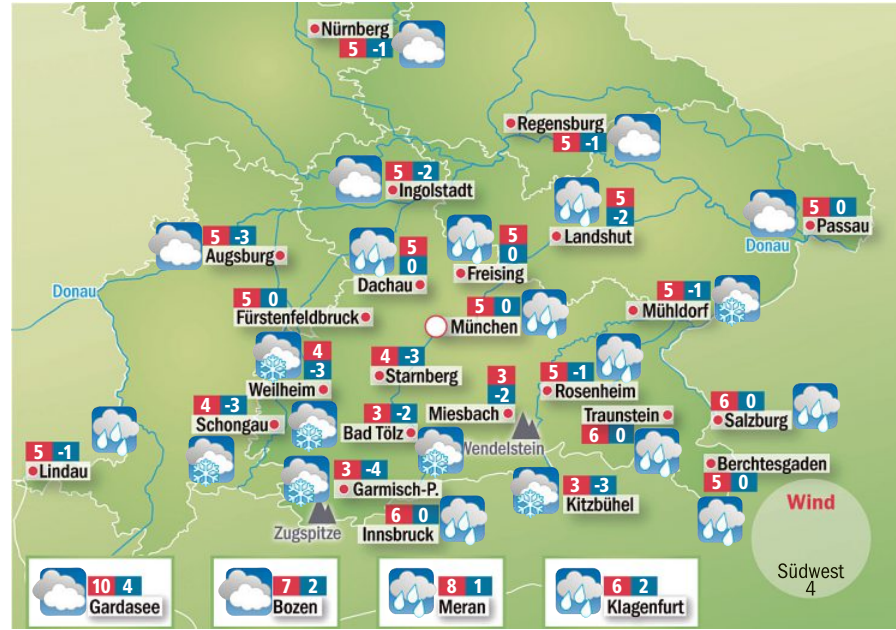 Nürnberg
5 -1
Regensburg
5 -1
5 -2
Ingolstadt
5
-2
Landshut
5 0
Passau
Donau
5 -3
Augsburg
5
0
Dachau
5
0
Freising
Donau
5 0
Fürstenfeldbruck
5 0
München
5 -1
Mühldorf
4
-3
Weilheim
4 -3
Starnberg
3
-2
Miesbach
5 -1
Rosenheim
Traunstein
6 0
6 0
Salzburg
4 -3
Schongau
3 -2
Bad Tölz
Wendelstein
5 -1
Lindau
3 -4
Garmisch-P.
Zugspitze
6 0
Innsbruck
3 -3
Kitzbühel
Berchtesgaden
5 0
Wind
Südwest
4
10 4
Gardasee
7 2
Bozen
8 1
Meran
6 2
Klagenfurt